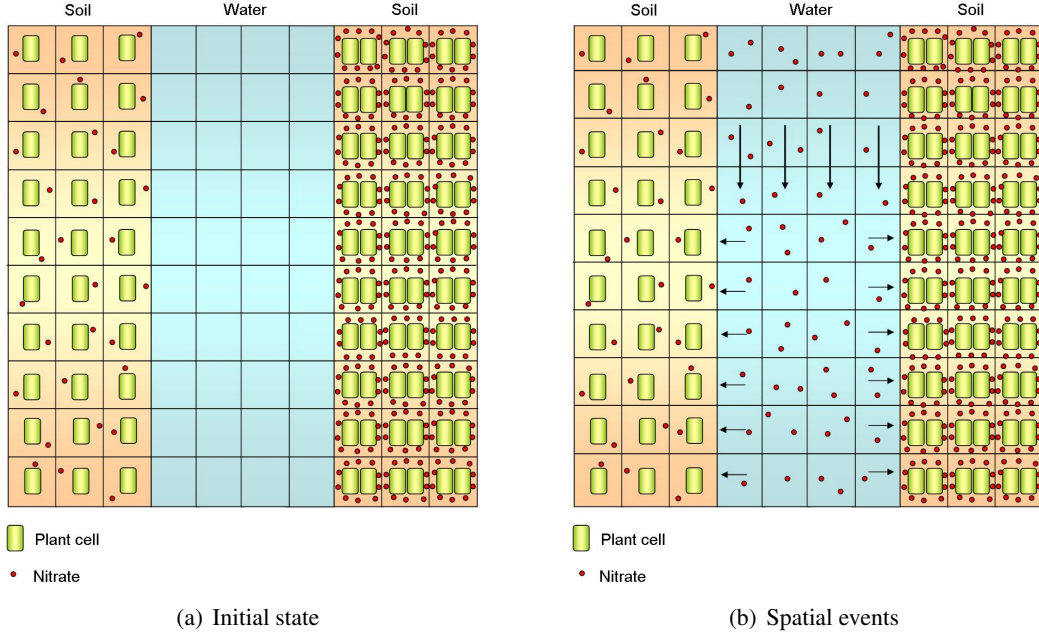 Soil Water Soil
Soil Water Soil
Plant cell
Nitrate
Plant cell
Nitrate
(a) Initial state
(b) Spatial events